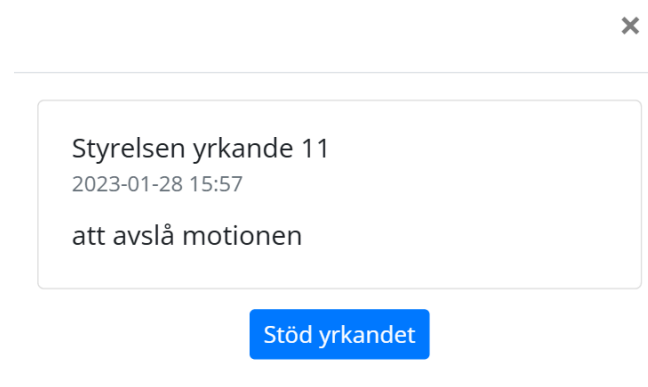 ×
Styrelsen yrkande 11
2023-01-28 15:57
att avslå motionen
Stöd yrkandet